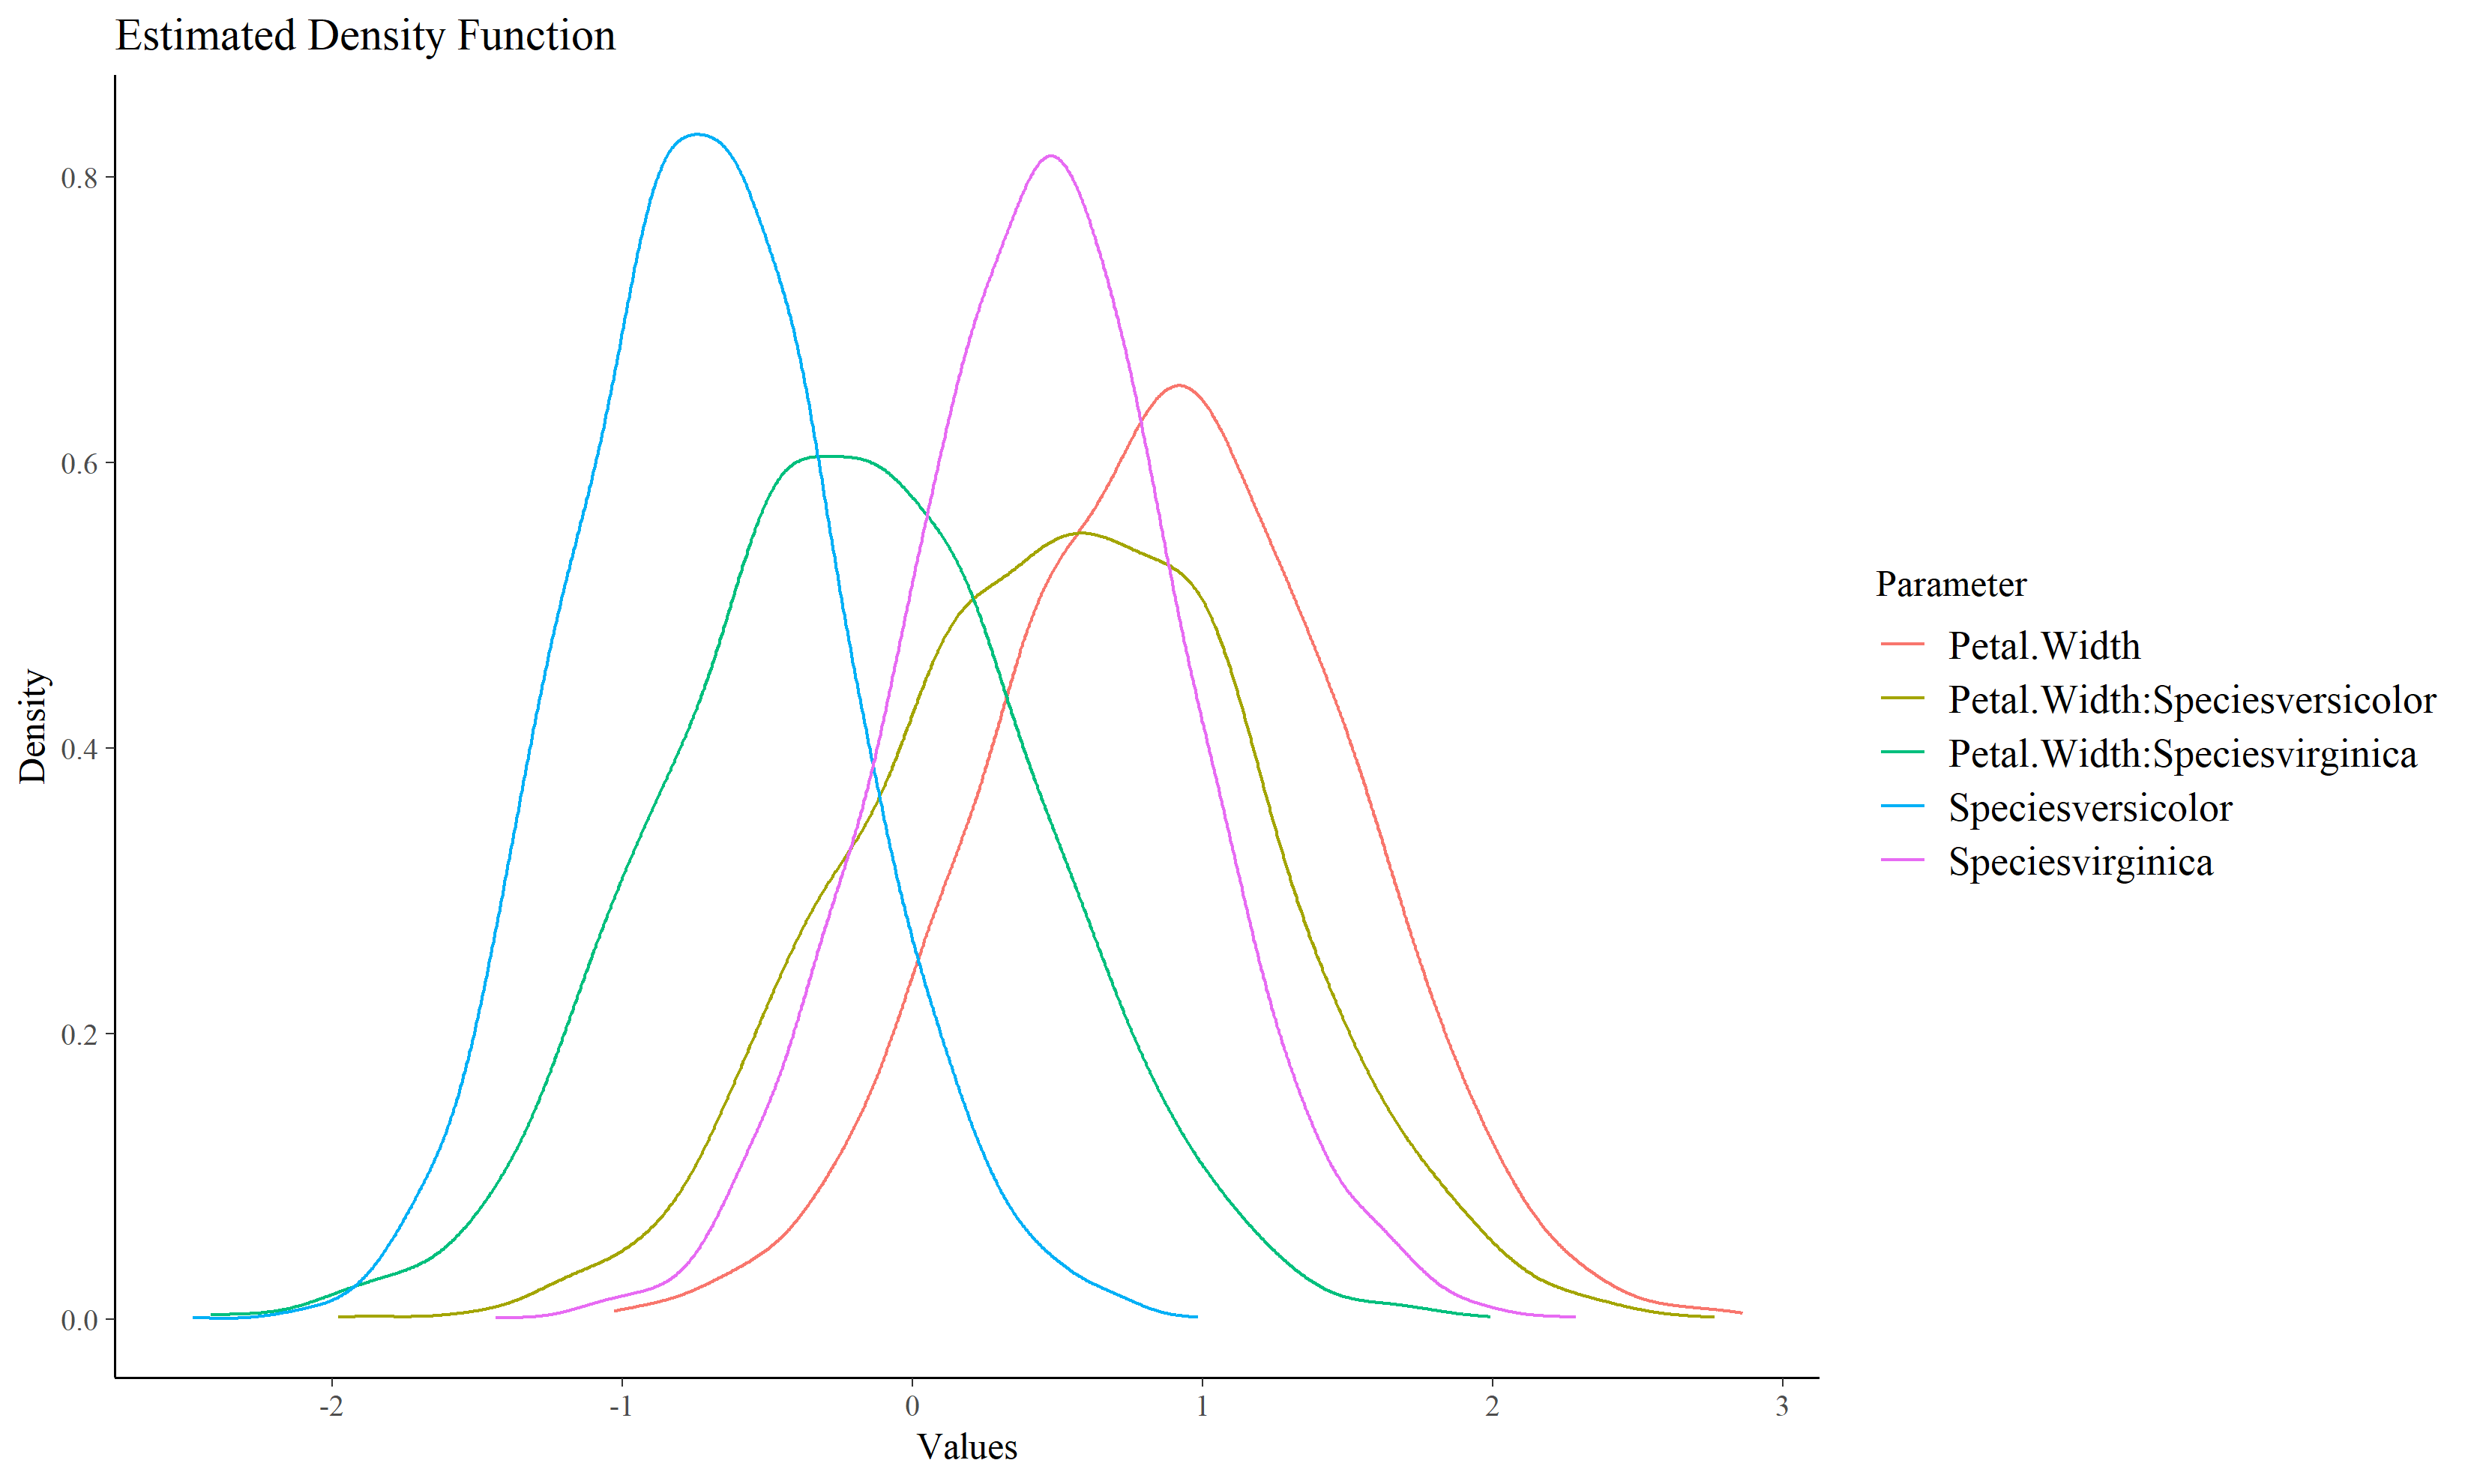 Estimated Density Function
0.8
0.6
0.4
0.2
0.0
Density
-2
-1
0
1
2
3
Values
Parameter
Petal.Width
Petal.Width:Speciesversicolor
Petal.Width:Speciesvirginica
Speciesversicolor
Speciesvirginica